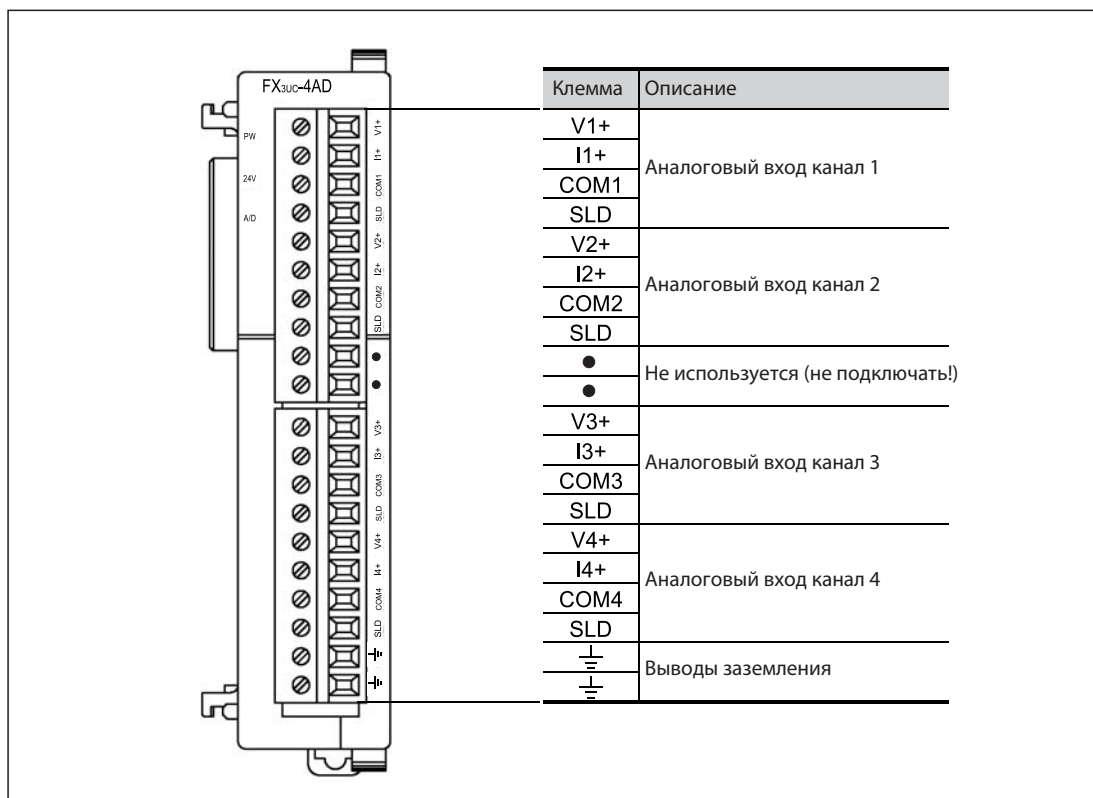 FX3UC-4AD
PW
24V
A/D
V1+
I1+
COM1
SLD
V2+
I2+
COM2
SLD
●
●
V3+
I3+
COM3
SLD
V4+
I4+
COM4
SLD
Клемма Описание
V1+
I1+
COM1
SLD
Аналоговый вход канал 1
V2+
I2+
COM2
SLD
Аналоговый вход канал 2
●
●
Не используется (не подключать!)
V3+
I3+
COM3
SLD
Аналоговый вход канал 3
V4+
I4+
COM4
SLD
Аналоговый вход канал 4
Выводы заземления